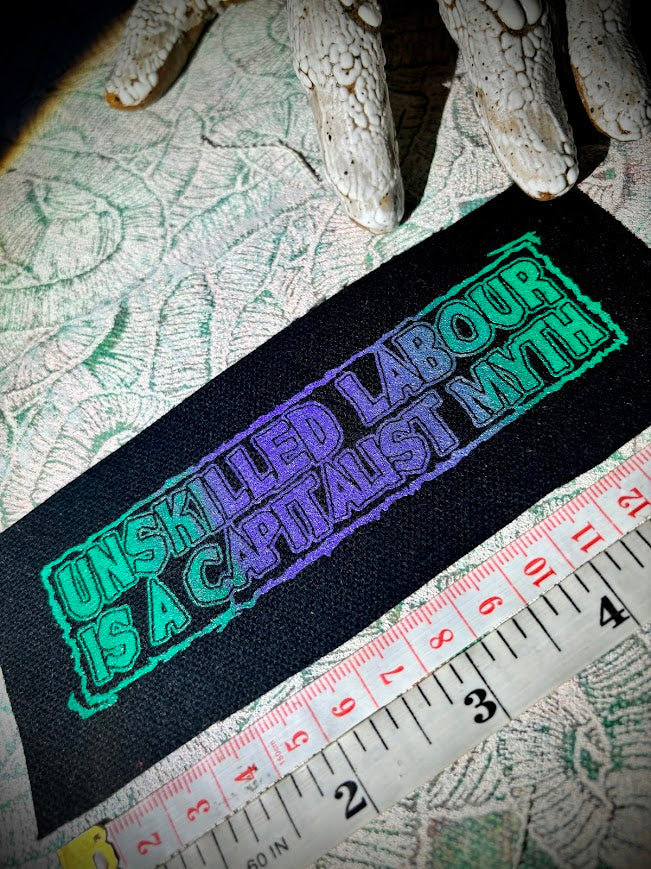 UNSKILLED LABOUR
IS A CAPITALIST MYTH
2 3 4 5 6 7 8 9 10 11 12
150cm
2 3 4
60 IN